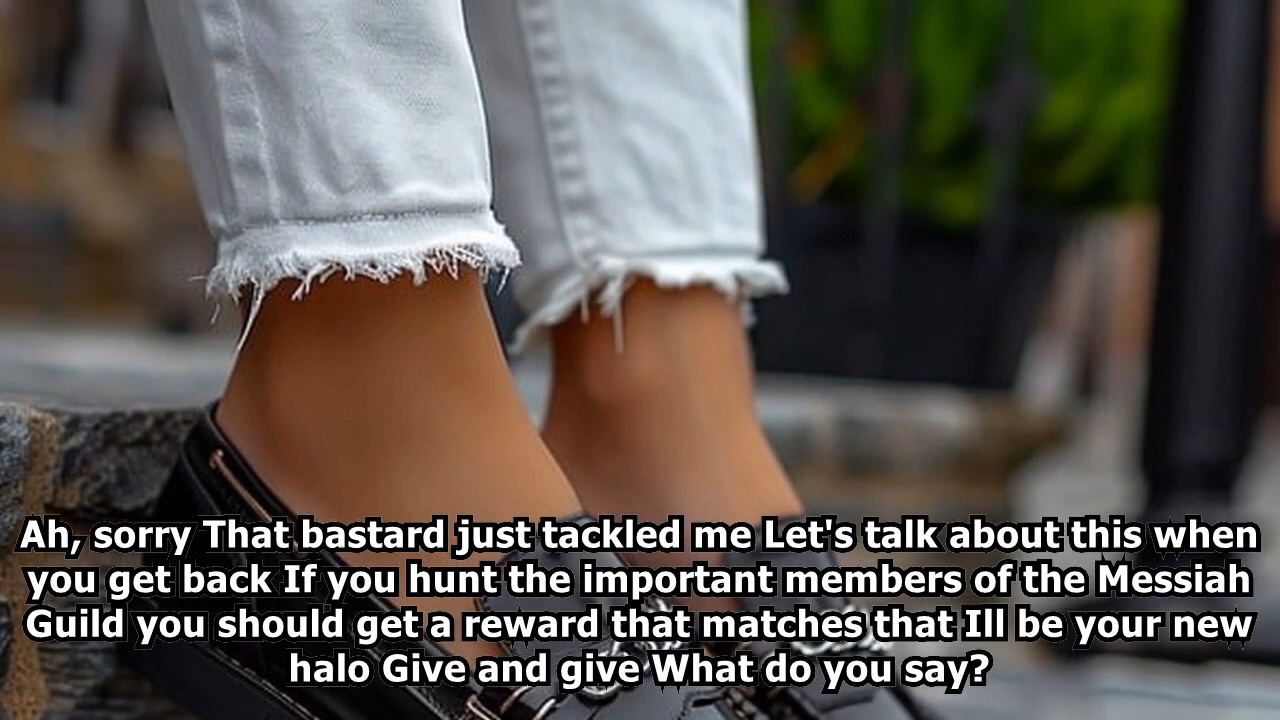 Ah, sorry That bastard just tackled me Let's talk about this when
you get back If you hunt the important members of the Messiah
Guild you should get a reward that matches that Ill be your new
halo Give and give What do you say?